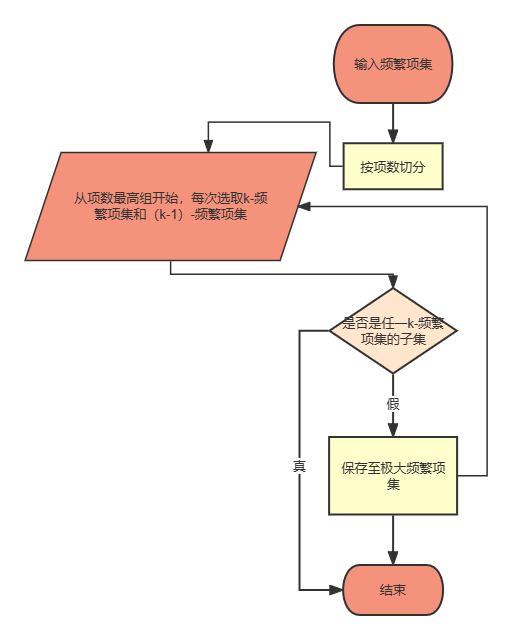 输入频繁项集
按项数切分
从项数最高组开始，每次选取k-频
繁项集和（k-1）-频繁项集
是否是任一k-频繁
项集的子集
假
真
保存至极大频繁项
集
结束